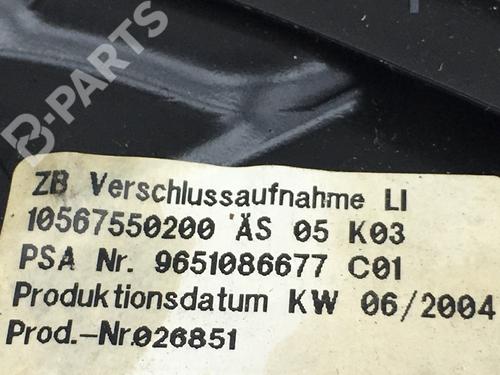 B-PARTS
ZB Verschlussaufnahme LI
10567550200 ÄS 05 K03
PSA Nr. 9651086677 C01
Produktionsdatum KW 06/2004
Prod.-Nr.026851